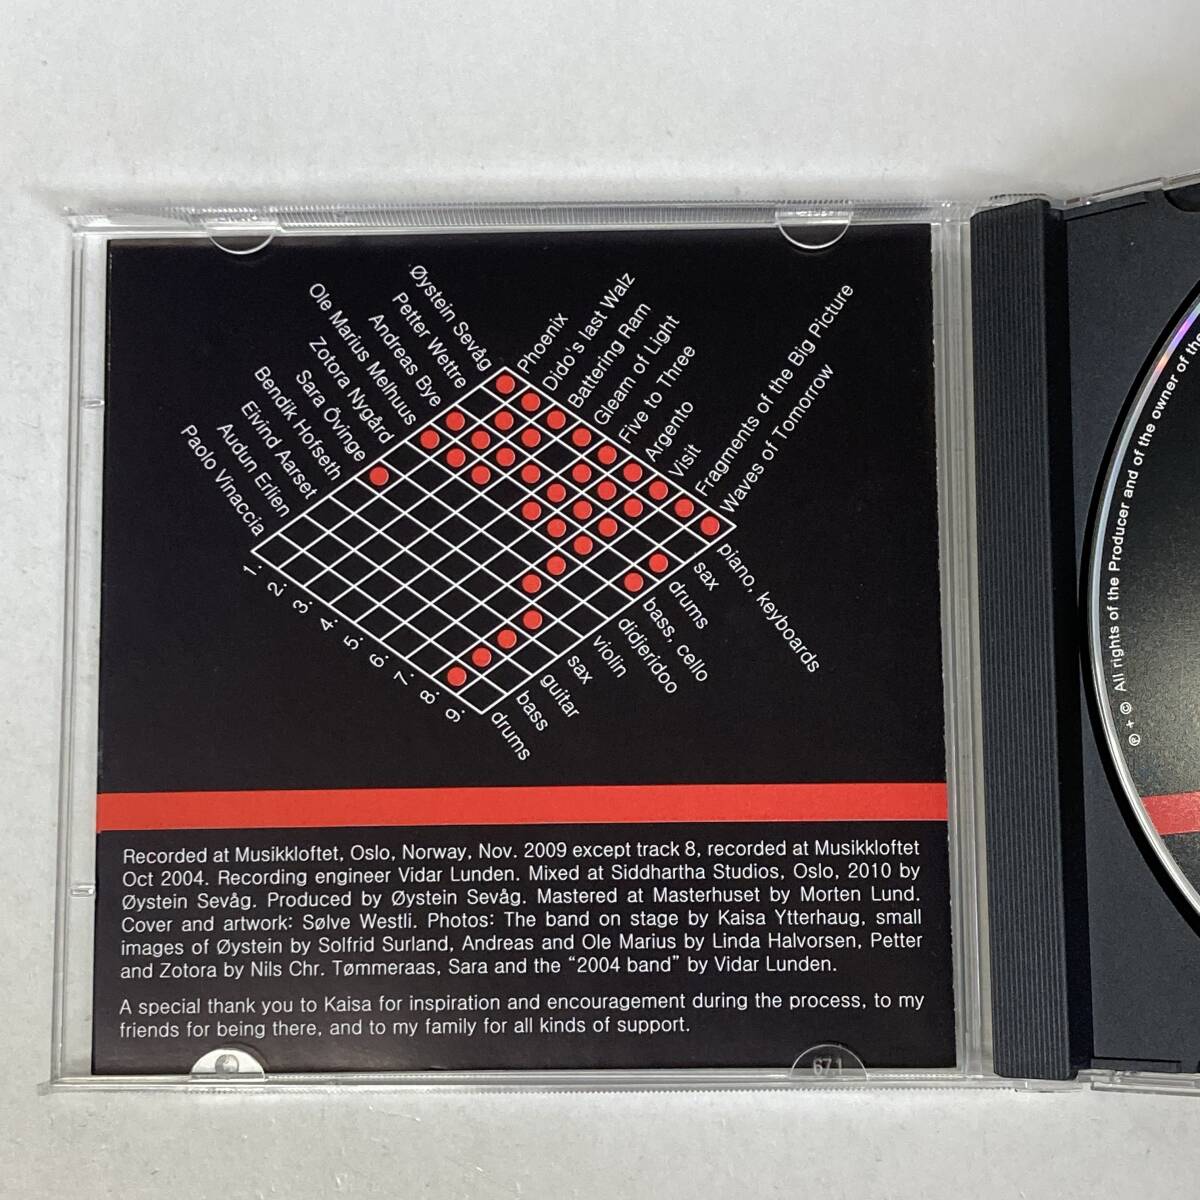 Øystein Sevåg
Petter Wettre
Andreas Bye
Ole Marius Melhuus
Zotora Nygård
Sara Övinge
Bendik Hofseth
Eivind Aarset
Audun Erlien
Paolo Vinaccia
Phoenix
Dido's last Walz
Battering Ram
Gleam of Light
Five to Three
Argento
Visit
Fragments of the Big Picture
Waves of Tomorrow
1.
2.
3.
4.
5.
6.
7.
8.
9.
piano, keyboards
sax
drums
bass, cello
didjeridoo
violin
sax
guitar
bass
drums
Recorded at Musikkloftet, Oslo, Norway, Nov. 2009 except track 8, recorded at Musikkloftet
Oct 2004. Recording engineer Vidar Lunden. Mixed at Siddhartha Studios, Oslo, 2010 by
Øystein Sevåg. Produced by Øystein Sevåg. Mastered at Masterhuset by Morten Lund.
Cover and artwork: Sølve Westli. Photos: The band on stage by Kaisa Ytterhaug, small
images of Øystein by Solfrid Surland, Andreas and Ole Marius by Linda Halvorsen, Petter
and Zotora by Nils Chr. Tømmeraas, Sara and the “2004 band” by Vidar Lunden.
A special thank you to Kaisa for inspiration and encouragement during the process, to my
friends for being there, and to my family for all kinds of support.
671
℗ + © All rights of the Producer and of the owner of the